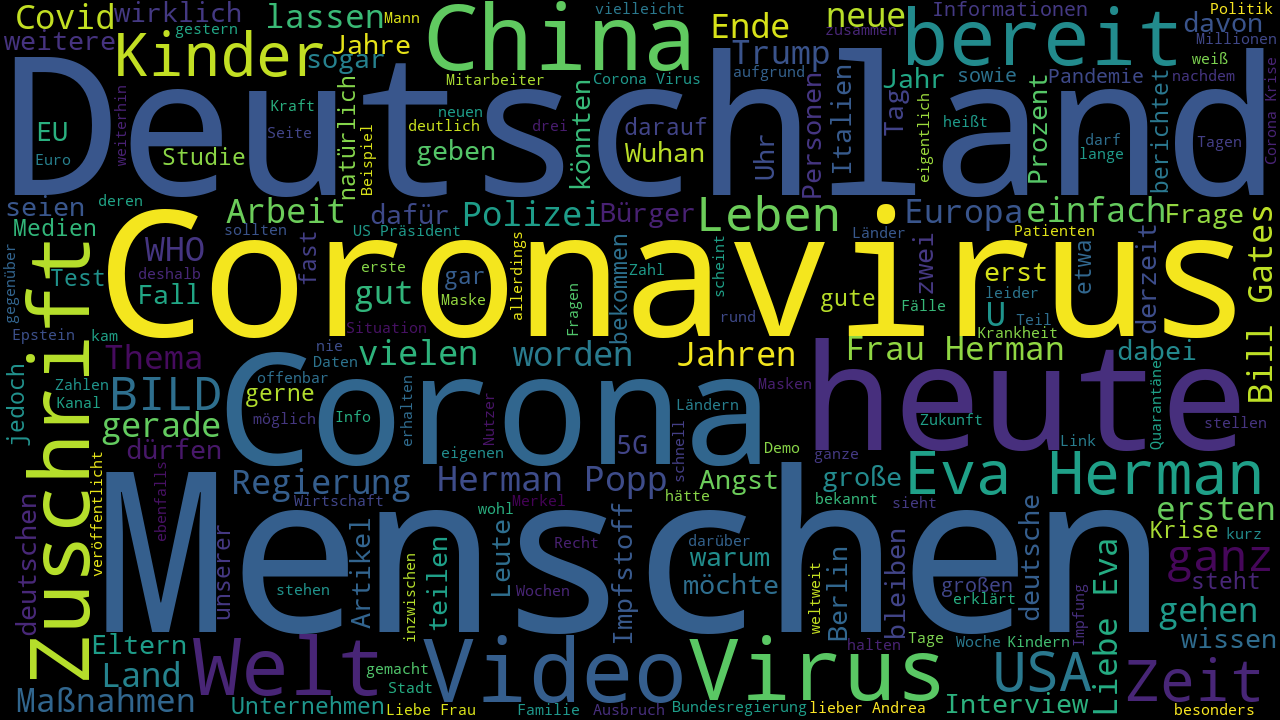 Covid
wirklich
gestern
lassen
Mann
China
vielleicht
Ende
neue
zusammen
Informationen
bereit
davon
Politik
Millionen
weitere
Kinder
Jahre
sogar
Mitarbeiter
Corona Virus
Trump
aufgrund
Jahr
sowie
Pandemie
nachdem
weiß
Deutschland
EU
Euro
weiterhin
Kraft
Seite
Studie
natürlich
Beispiel
neuen
deutlich
drei
geben
könnten
darauf
Wuhan
Uhr
Personen
Italien
Tag
eigentlich
heißt
Prozent
darf
lange
berichtet
Tagen
Corona Krise
seien
deren
Medien
Arbeit
sollten
dafür
US Präsident
Polizei
Bürger
Leben
Länder
Europa
einfach
Patienten
Frage
gegenüber
Zuschrift
WHO
deshalb
Test
Fall
Coronavirus
fast
erste
gar
gut
Maske
allerdings
Fragen
bekommen
Zahl
scheint
rund
gute
Fälle
zwei
erst
leider
U
Teil
Krankheit
etwa
derzeit
Bill Gates
Epstein
kam
Situation
jedoch
Thema
nie
Daten
vielen
worden
Jahren
Frau Herman
dabei
Zahlen
Kanal
BILD
offenbar
gerne
möglich
Info
erhalten
Corona
Masken
Ländern
heute
Zukunft
Quarantäne
stellen
gerade
dürfen
eigenen
Nutzer
5G
schnell
Demo
ganze
Link
veröffentlicht
ebenfalls
Regierung
Wirtschaft
Herman
Popp
Merkel
hätte
Angst
große
bekannt
sieht
Eva Herman
ersten
deutschen
Menschen
unserer
Artikel
wohl
inzwischen
teilen
Leute
Recht
Wochen
Impfstoff
darüber
warum
möchte
weltweit
Berlin
bleiben
großen
erklärt
deutsche
Impfung
Liebe Eva
Krise
kurz
ganz
steht
gehen
wissen
stehen
Eltern
Land
Maßnahmen
Welt
Unternehmen
gemacht
Stadt
Liebe Frau
Video
Familie
Ausbruch
Virus
Bundesregierung
halten
lieber Andrea
Tage
Woche
Kindern
USA
Interview
Zeit
besonders